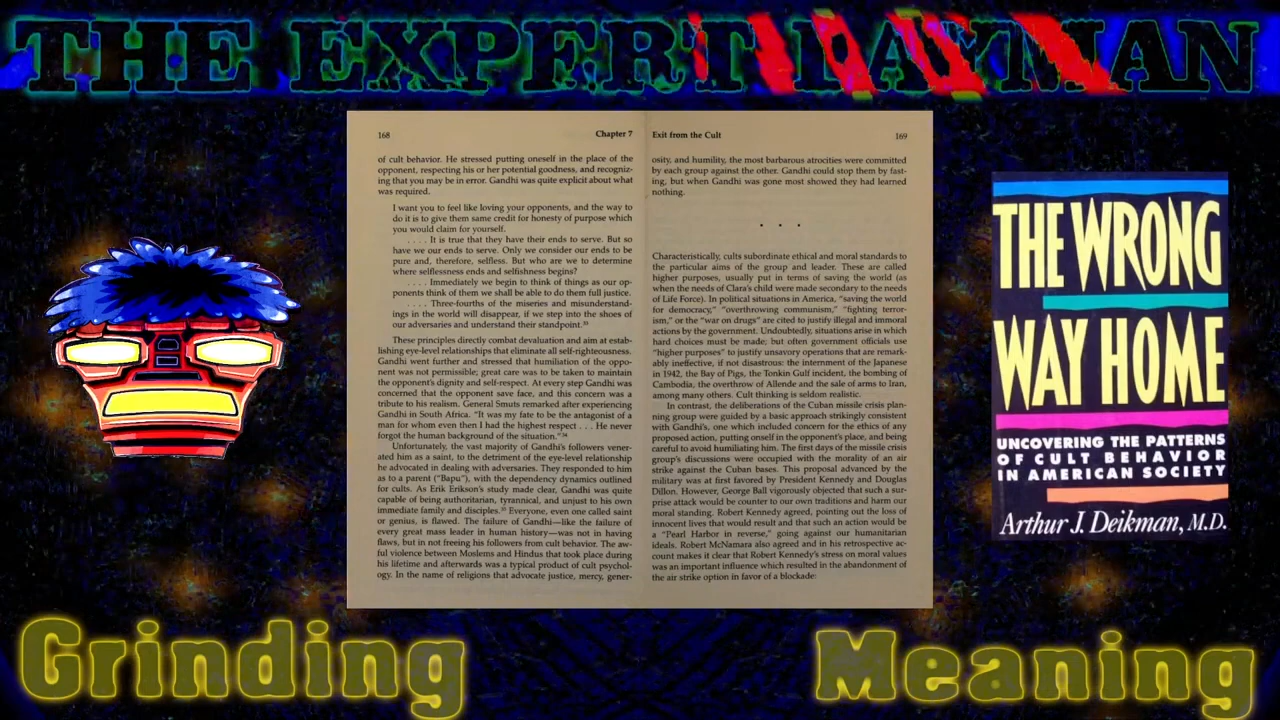 THE EXPERT LAYMAN
168 Chapter 7
of cult behavior. He stressed putting oneself in the place of the
opponent, respecting his or her potential goodness, and recogniz-
ing that you may be in error. Gandhi was quite explicit about what
was required.
I want you to feel like loving your opponents, and the way to
do it is to give them same credit for honesty of purpose which
you would claim for yourself.
. . . . It is true that they have their ends to serve. But so
have we our ends to serve. Only we consider our ends to be
pure and, therefore, selfless. But who are we to determine
where selflessness ends and selfishness begins?
. . . . Immediately we begin to think of things as our op-
ponents think of them we shall be able to do them full justice.
. . . . Three-fourths of the miseries and misunderstand-
ings in the world will disappear, if we step into the shoes of
our adversaries and understand their standpoint.³³
These principles directly combat devaluation and aim at estab-
lishing eye-level relationships that eliminate all self-righteousness.
Gandhi went further and stressed that humiliation of the oppo-
nent was not permissible; great care was to be taken to maintain
the opponent's dignity and self-respect. At every step Gandhi was
concerned that the opponent save face, and this concern was a
tribute to his realism. General Smuts remarked after experiencing
Gandhi in South Africa. "It was my fate to be the antagonist of a
man for whom even then I had the highest respect . . . He never
forgot the human background of the situation."³⁴
Unfortunately, the vast majority of Gandhi's followers vener-
ated him as a saint, to the detriment of the eye-level relationship
he advocated in dealing with adversaries. They responded to him
as to a parent ("Bapu"), with the dependency dynamics outlined
for cults. As Erik Erikson's study made clear, Gandhi was quite
capable of being authoritarian, tyrannical, and unjust to his own
immediate family and disciples.³⁵ Everyone, even one called saint
or genius, is flawed. The failure of Gandhi—like the failure of
every great mass leader in human history—was not in having
flaws, but in not freeing his followers from cult behavior. The aw-
ful violence between Moslems and Hindus that took place during
his lifetime and afterwards was a typical product of cult psychol-
ogy. In the name of religions that advocate justice, mercy, gener-
Exit from the Cult 169
osity, and humility, the most barbarous atrocities were committed
by each group against the other. Gandhi could stop them by fast-
ing, but when Gandhi was gone most showed they had learned
nothing.
• • •
Characteristically, cults subordinate ethical and moral standards to
the particular aims of the group and leader. These are called
higher purposes, usually put in terms of saving the world (as
when the needs of Clara's child were made secondary to the needs
of Life Force). In political situations in America, "saving the world
for democracy," "overthrowing communism," "fighting terror-
ism," or the "war on drugs" are cited to justify illegal and immoral
actions by the government. Undoubtedly, situations arise in which
hard choices must be made; but often government officials use
"higher purposes" to justify unsavory operations that are remark-
ably ineffective, if not disastrous: the internment of the Japanese
in 1942, the Bay of Pigs, the Tonkin Gulf incident, the bombing of
Cambodia, the overthrow of Allende and the sale of arms to Iran,
among many others. Cult thinking is seldom realistic.
In contrast, the deliberations of the Cuban missile crisis plan-
ning group were guided by a basic approach strikingly consistent
with Gandhi's, one which included concern for the ethics of any
proposed action, putting onself in the opponent's place, and being
careful to avoid humiliating him. The first days of the missile crisis
group's discussions were occupied with the morality of an air
strike against the Cuban bases. This proposal advanced by the
military was at first favored by President Kennedy and Douglas
Dillon. However, George Ball vigorously objected that such a sur-
prise attack would be counter to our own traditions and harm our
moral standing. Robert Kennedy agreed, pointing out the loss of
innocent lives that would result and that such an action would be
a "Pearl Harbor in reverse," going against our humanitarian
ideals. Robert McNamara also agreed and in his retrospective ac-
count makes it clear that Robert Kennedy's stress on moral values
was an important influence which resulted in the abandonment of
the air strike option in favor of a blockade:
THE WRONG
WAY HOME
UNCOVERING THE PATTERNS
OF CULT BEHAVIOR
IN AMERICAN SOCIETY
Arthur J. Deikman, M.D.
Grinding Meaning